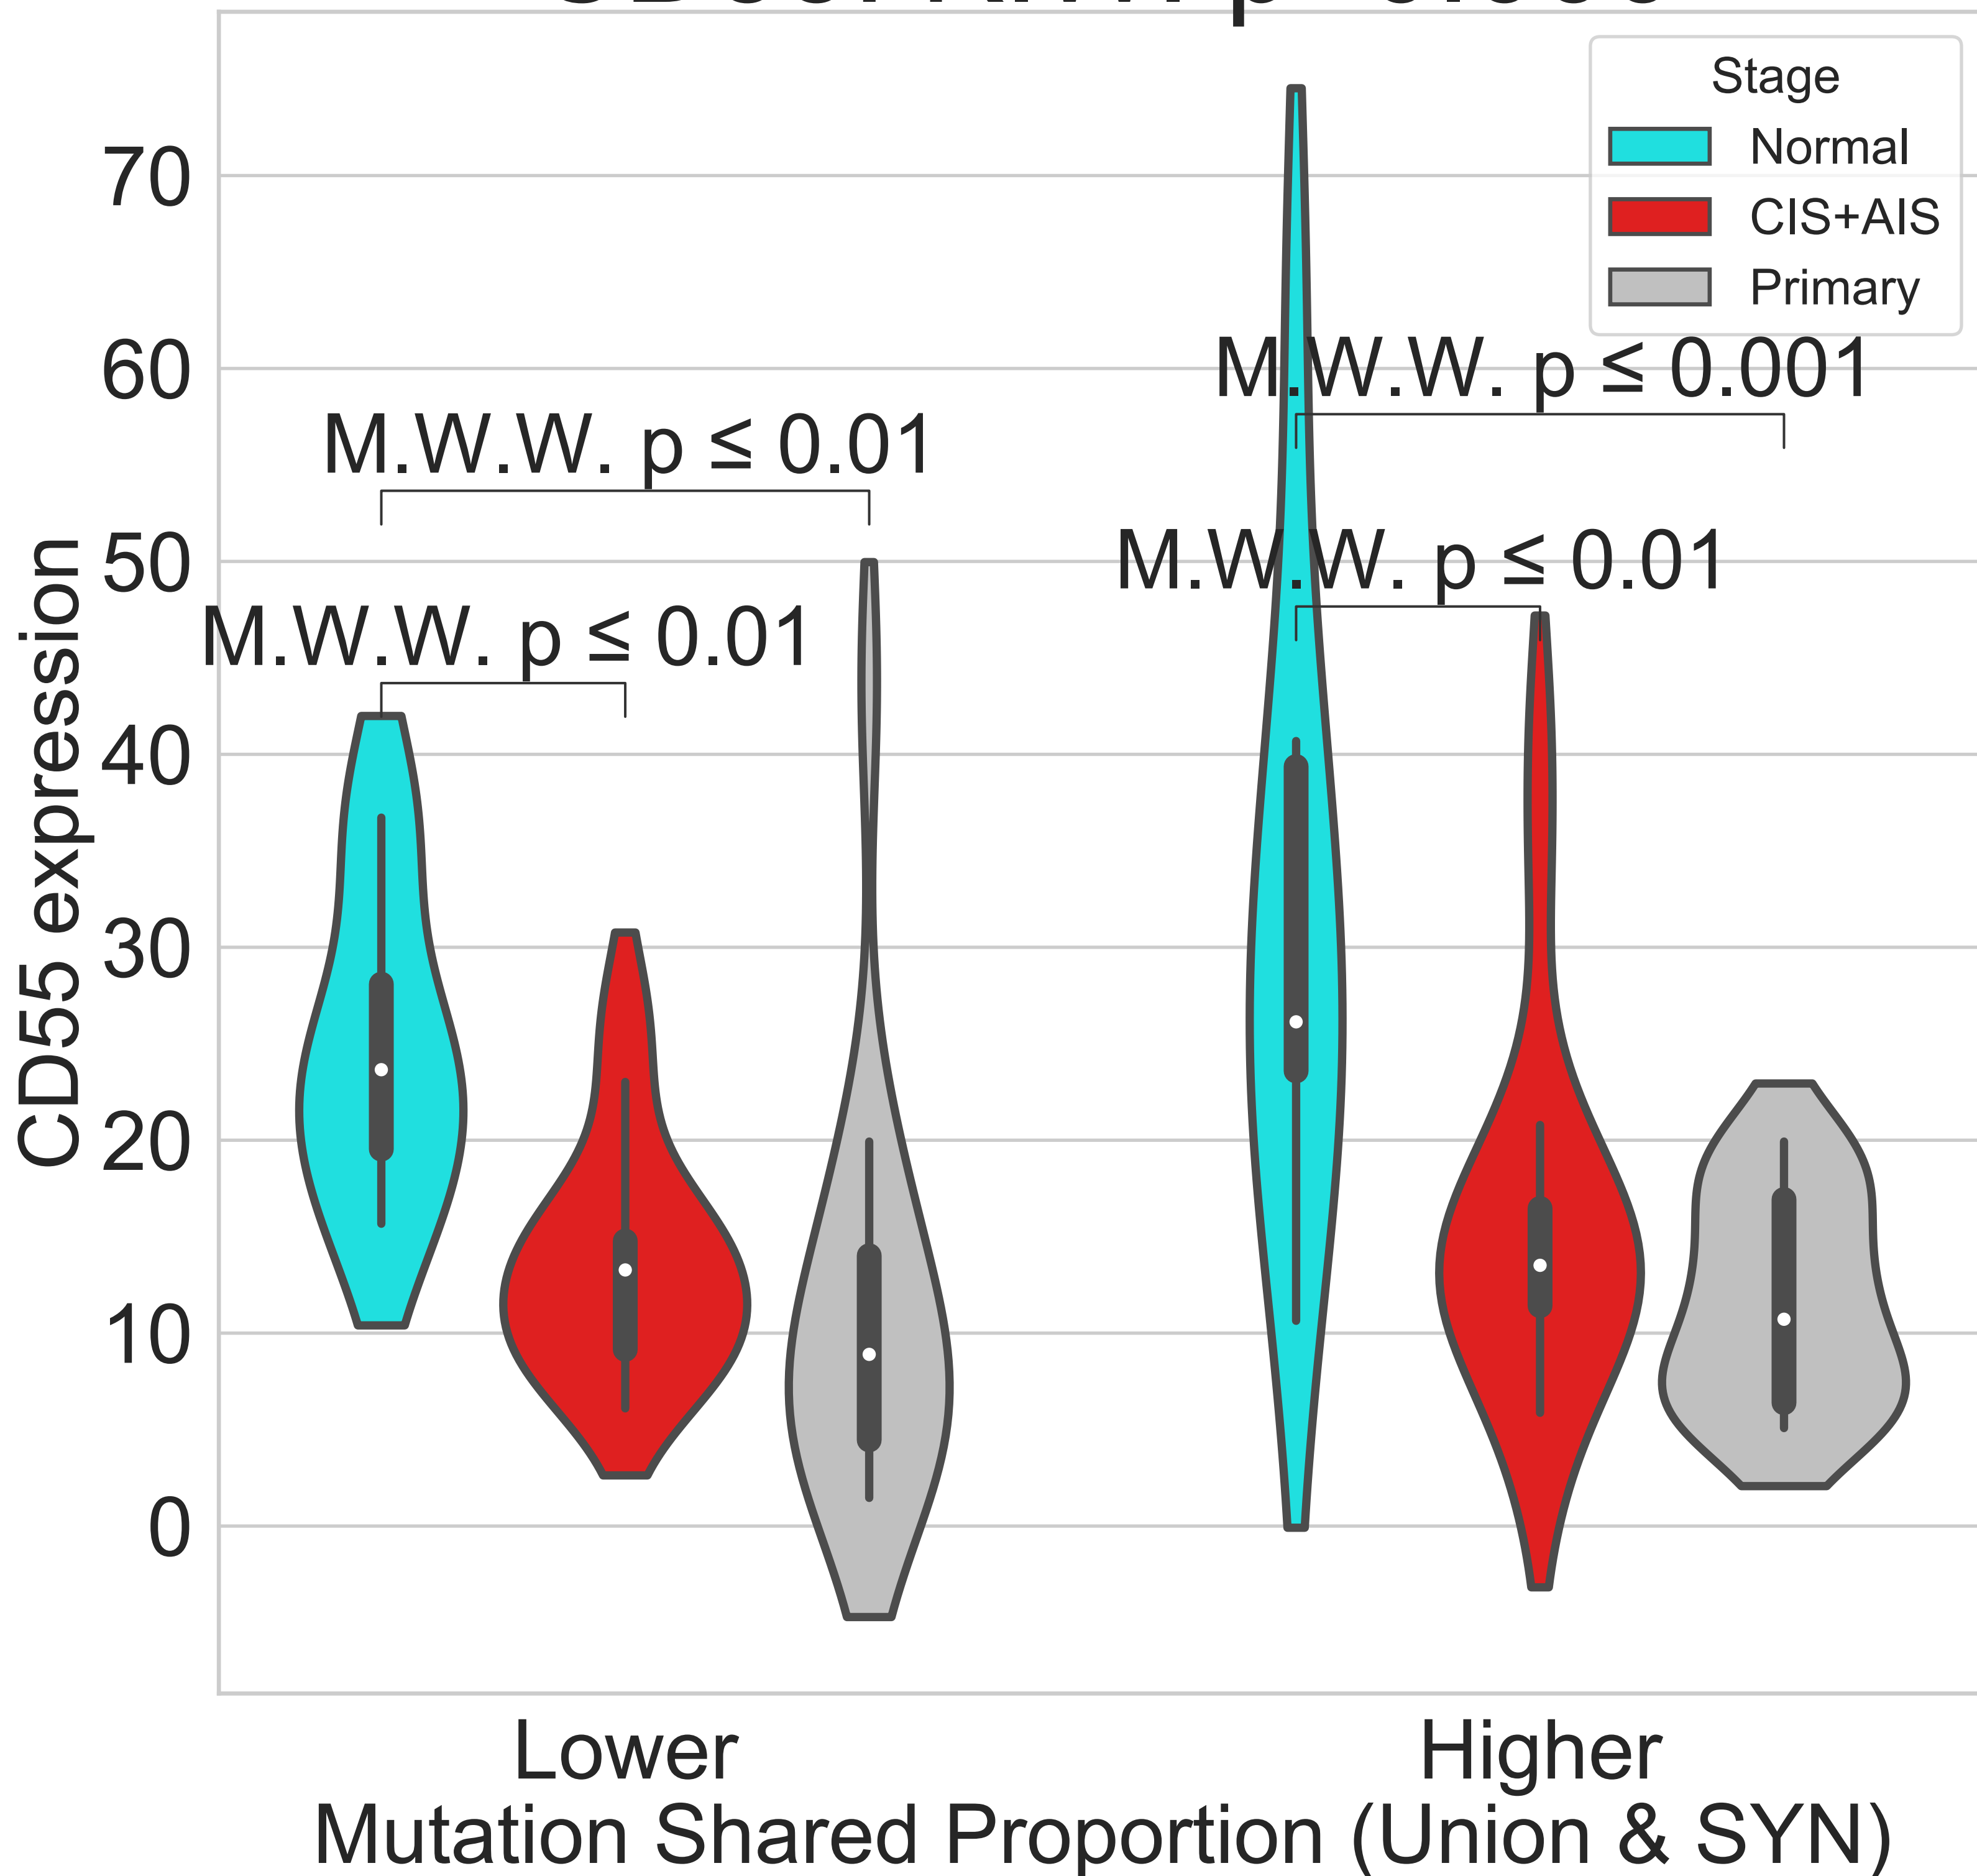 Stage
Normal
CIS+AIS
Primary
70
60
50
40
30
20
10
0
CD55 expression
M.W.W. p ≤ 0.001
M.W.W. p ≤ 0.01
M.W.W. p ≤ 0.01
M.W.W. p ≤ 0.01
Lower
Higher
Mutation Shared Proportion (Union & SYN)